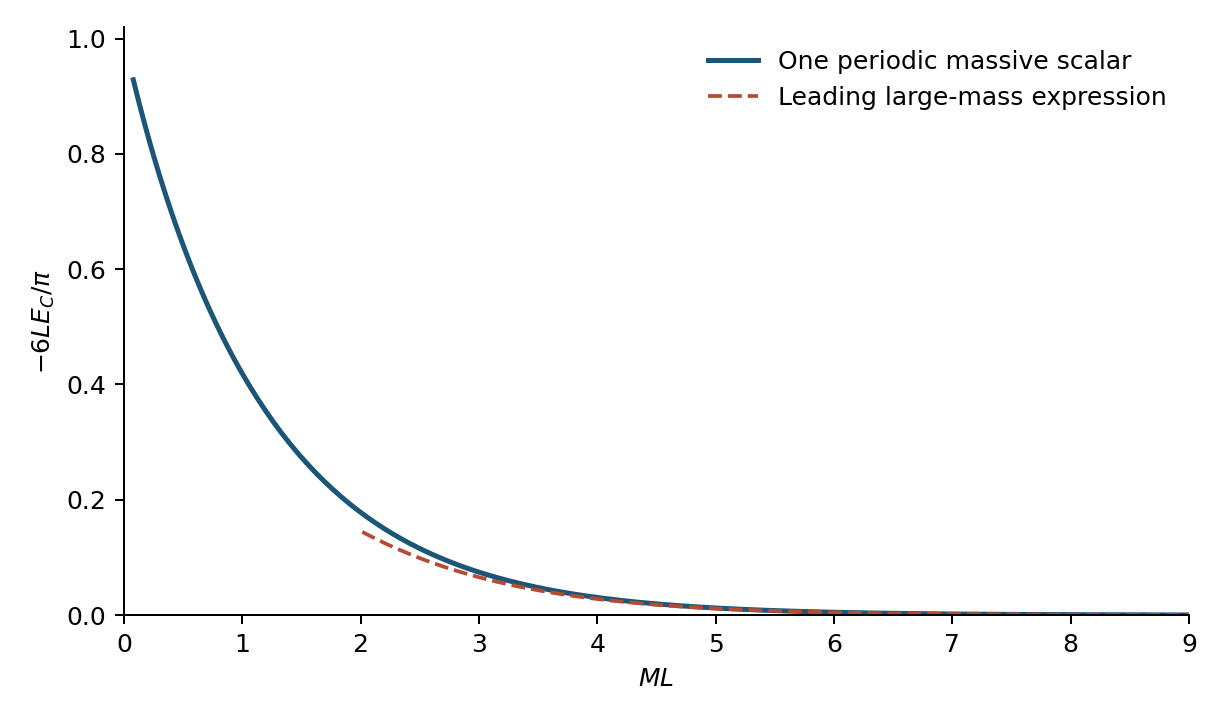 One periodic massive scalar
Leading large-mass expression
1.0
0.8
0.6
0.4
0.2
0.0
−6LE_C/π
0 1 2 3 4 5 6 7 8 9
ML